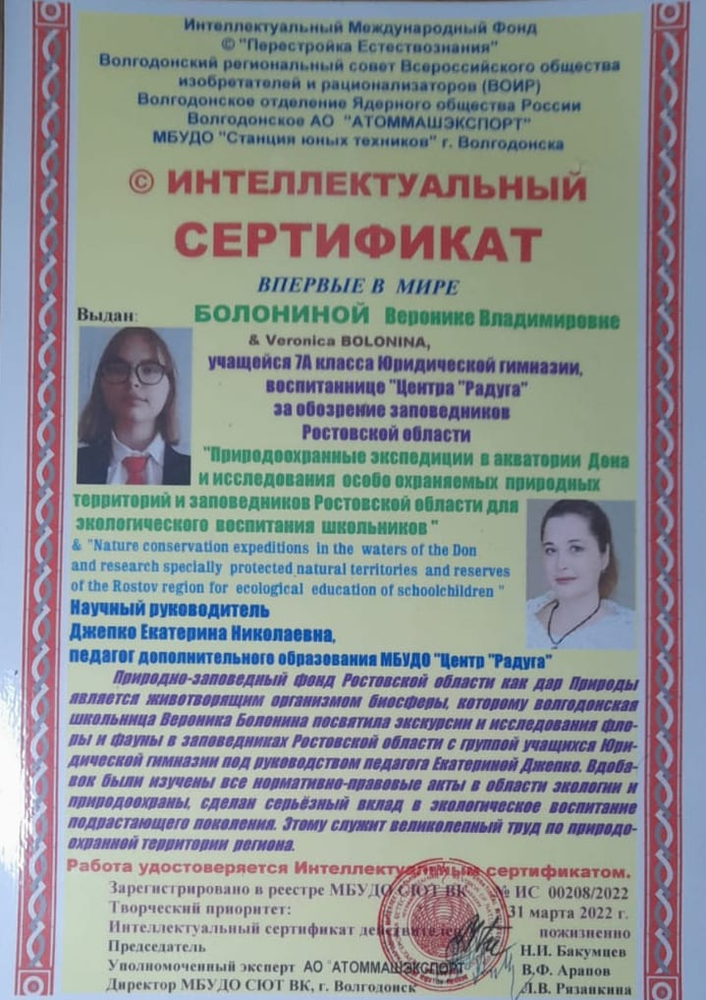 Интеллектуальный Международный Фонд
© "Перестройка Естествознания"
Волгодонский региональный совет Всероссийского общества
изобретателей и рационализаторов (ВОИР)
Волгодонское отделение Ядерного общества России
Волгодонское АО "АТОММАШЭКСПОРТ"
МБУДО "Станция юных техников" г. Волгодонска
© ИНТЕЛЛЕКТУАЛЬНЫЙ
СЕРТИФИКАТ
ВПЕРВЫЕ В МИРЕ
Выдан: БОЛОНИНОЙ Веронике Владимировне
& Veronica BOLONINA,
учащейся 7А класса Юридической гимназии,
воспитаннице "Центра "Радуга"
за обозрение заповедников
Ростовской области
"Природоохранные экспедиции в акватории Дона
и исследования особо охраняемых природных
территорий и заповедников Ростовской области для
экологического воспитания школьников"
& "Nature conservation expeditions in the waters of the Don
and research specially protected natural territories and reserves
of the Rostov region for ecological education of schoolchildren "
Научный руководитель
Джепко Екатерина Николаевна,
педагог дополнительного образования МБУДО "Центр "Радуга"
Природно-заповедный фонд Ростовской области как дар Природы
является животворящим организмом биосферы, которому волгодонская
школьница Вероника Болонина посвятила экскурсии и исследования фло-
ры и фауны в заповедниках Ростовской области с группой учащихся Юри-
дической гимназии под руководством педагога Екатериной Джепко. Вдоба-
вок были изучены все нормативно-правовые акты в области экологии и
природоохраны, сделан серьёзный вклад в экологическое воспитание
подрастающего поколения. Этому служит великолепный труд по природо-
охранной территории региона.
Работа удостоверяется Интеллектуальным сертификатом.
Зарегистрировано в реестре МБУДО СЮТ ВК № ИС 00208/2022
Творческий приоритет: 31 марта 2022 г.
Интеллектуальный сертификат действителен пожизненно
Председатель Н.И. Бакумцев
Уполномоченный эксперт АО "АТОММАШЭКСПОРТ" В.Ф. Арапов
Директор МБУДО СЮТ ВК, г. Волгодонск Л.В. Рязанкина